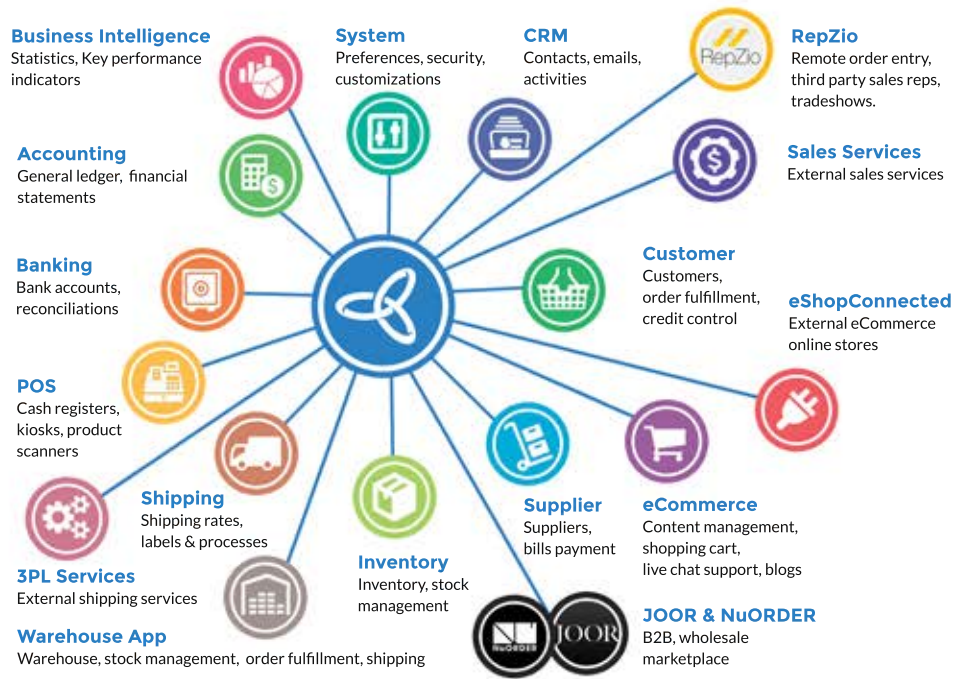 Business Intelligence
Statistics, Key performance
indicators
System
Preferences, security,
customizations
CRM
Contacts, emails,
activities
RepZio
RepZio
Remote order entry,
third party sales reps,
tradeshows.
Accounting
General ledger, financial
statements
Sales Services
External sales services
Banking
Bank accounts,
reconciliations
Customer
Customers,
order fulfillment,
credit control
eShopConnected
External eCommerce
online stores
POS
Cash registers,
kiosks, product
scanners
Shipping
Shipping rates,
labels & processes
Supplier
Suppliers,
bills payment
eCommerce
Content management,
shopping cart,
live chat support, blogs
3PL Services
External shipping services
Inventory
Inventory, stock
management
Warehouse App
Warehouse, stock management, order fulfillment, shipping
NuORDER
JOOR
JOOR & NuORDER
B2B, wholesale
marketplace